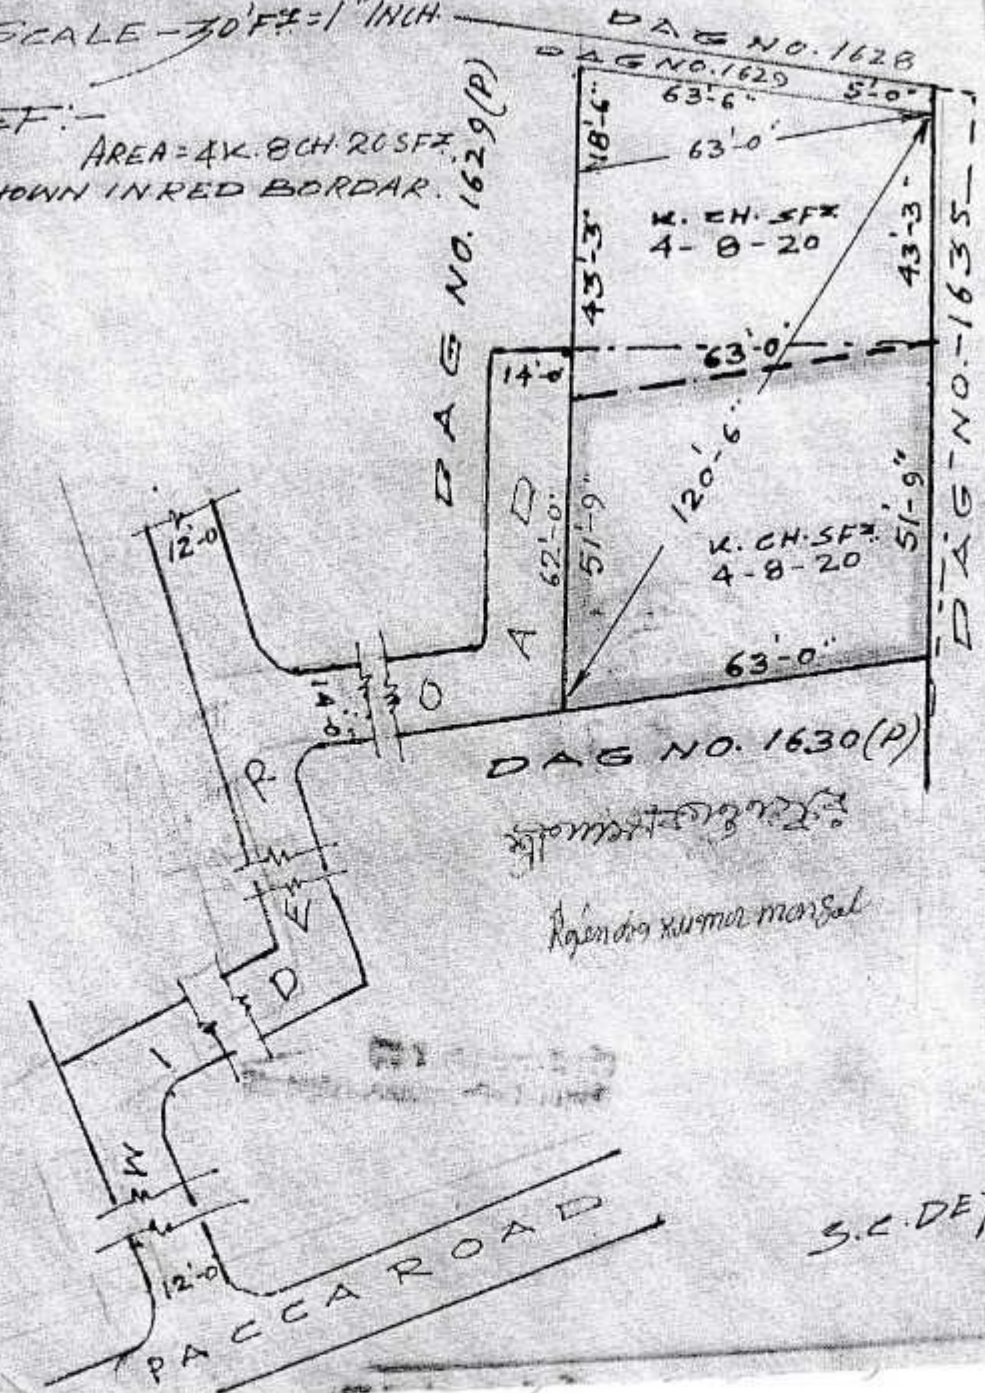 SCALE - 30'FT = 1" INCH
DAG NO. 1628
DAG NO. 1629
63'-6"
5'-0"
AREA = 4K. 8CH. 20SFT.
SHOWN IN RED BORDAR.
DAG NO. 1629(P)
18'-6"
63'-0"
K. CH. SFT
4-8-20
43'-3"
43'-3"
DAG NO.-1635
63'-0"
14'-0"
120'-6"
12'-0"
62'-0"
51'-9"
51'-9"
K. CH. SFT.
4-8-20
63'-0"
14'-0"
DAG NO. 1630(P)
Rajendra Kumar Mondal
WIDE ROAD
12'-0"
PACCA ROAD